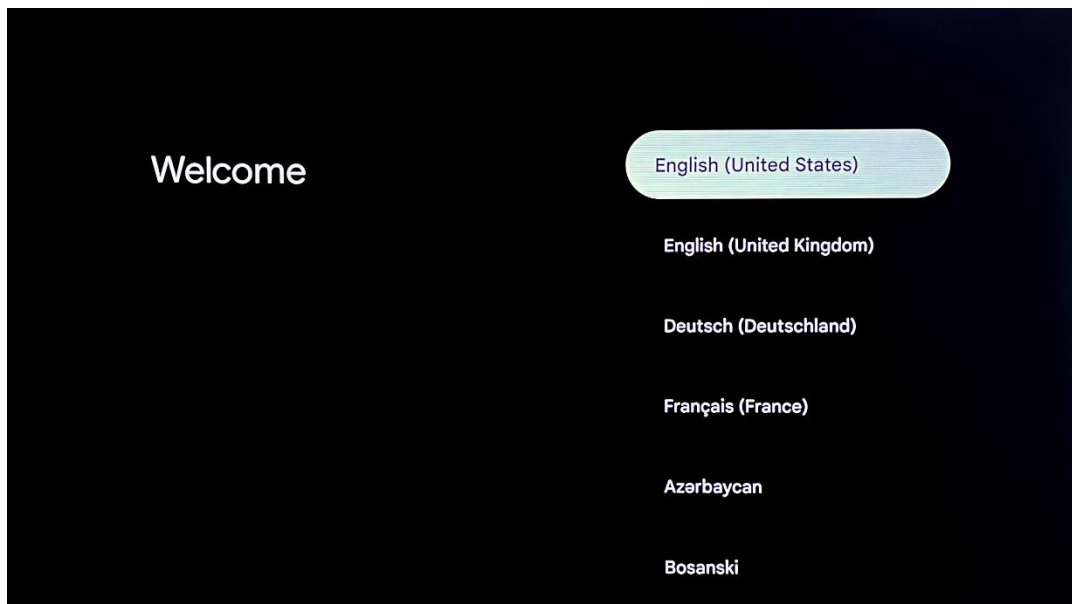 Welcome
English (United States)
English (United Kingdom)
Deutsch (Deutschland)
Français (France)
Azərbaycan
Bosanski